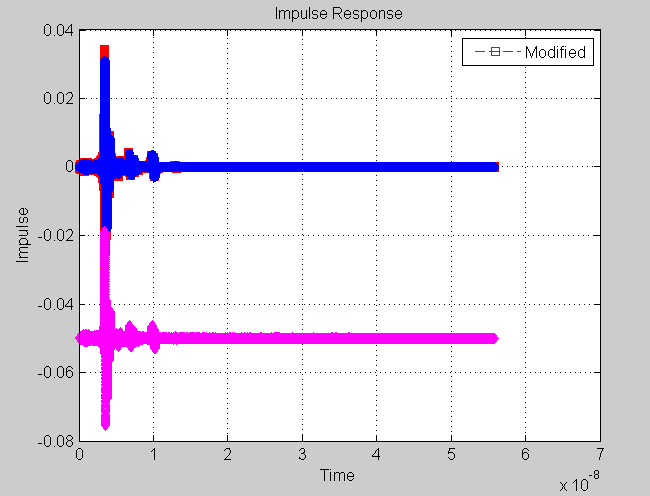 Impulse Response
Modified
0.04
0.02
0
-0.02
-0.04
-0.06
-0.08
Impulse
0 1 2 3 4 5 6 7
Time
x 10-8